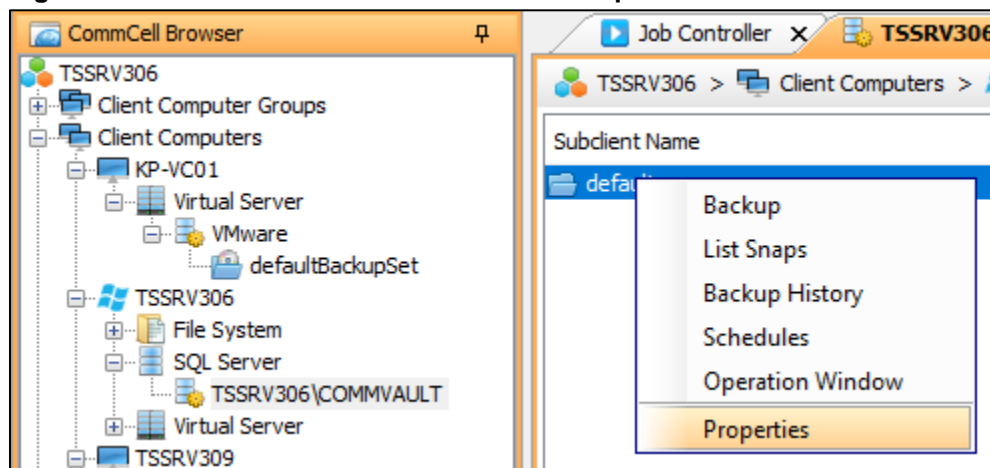 CommCell Browser
TSSRV306
Client Computer Groups
Client Computers
KP-VC01
Virtual Server
VMware
defaultBackupSet
TSSRV306
File System
SQL Server
TSSRV306\COMMVAULT
Virtual Server
TSSRV309
Job Controller
TSSRV306
TSSRV306 > Client Computers >
Subclient Name
Backup
List Snaps
Backup History
Schedules
Operation Window
Properties